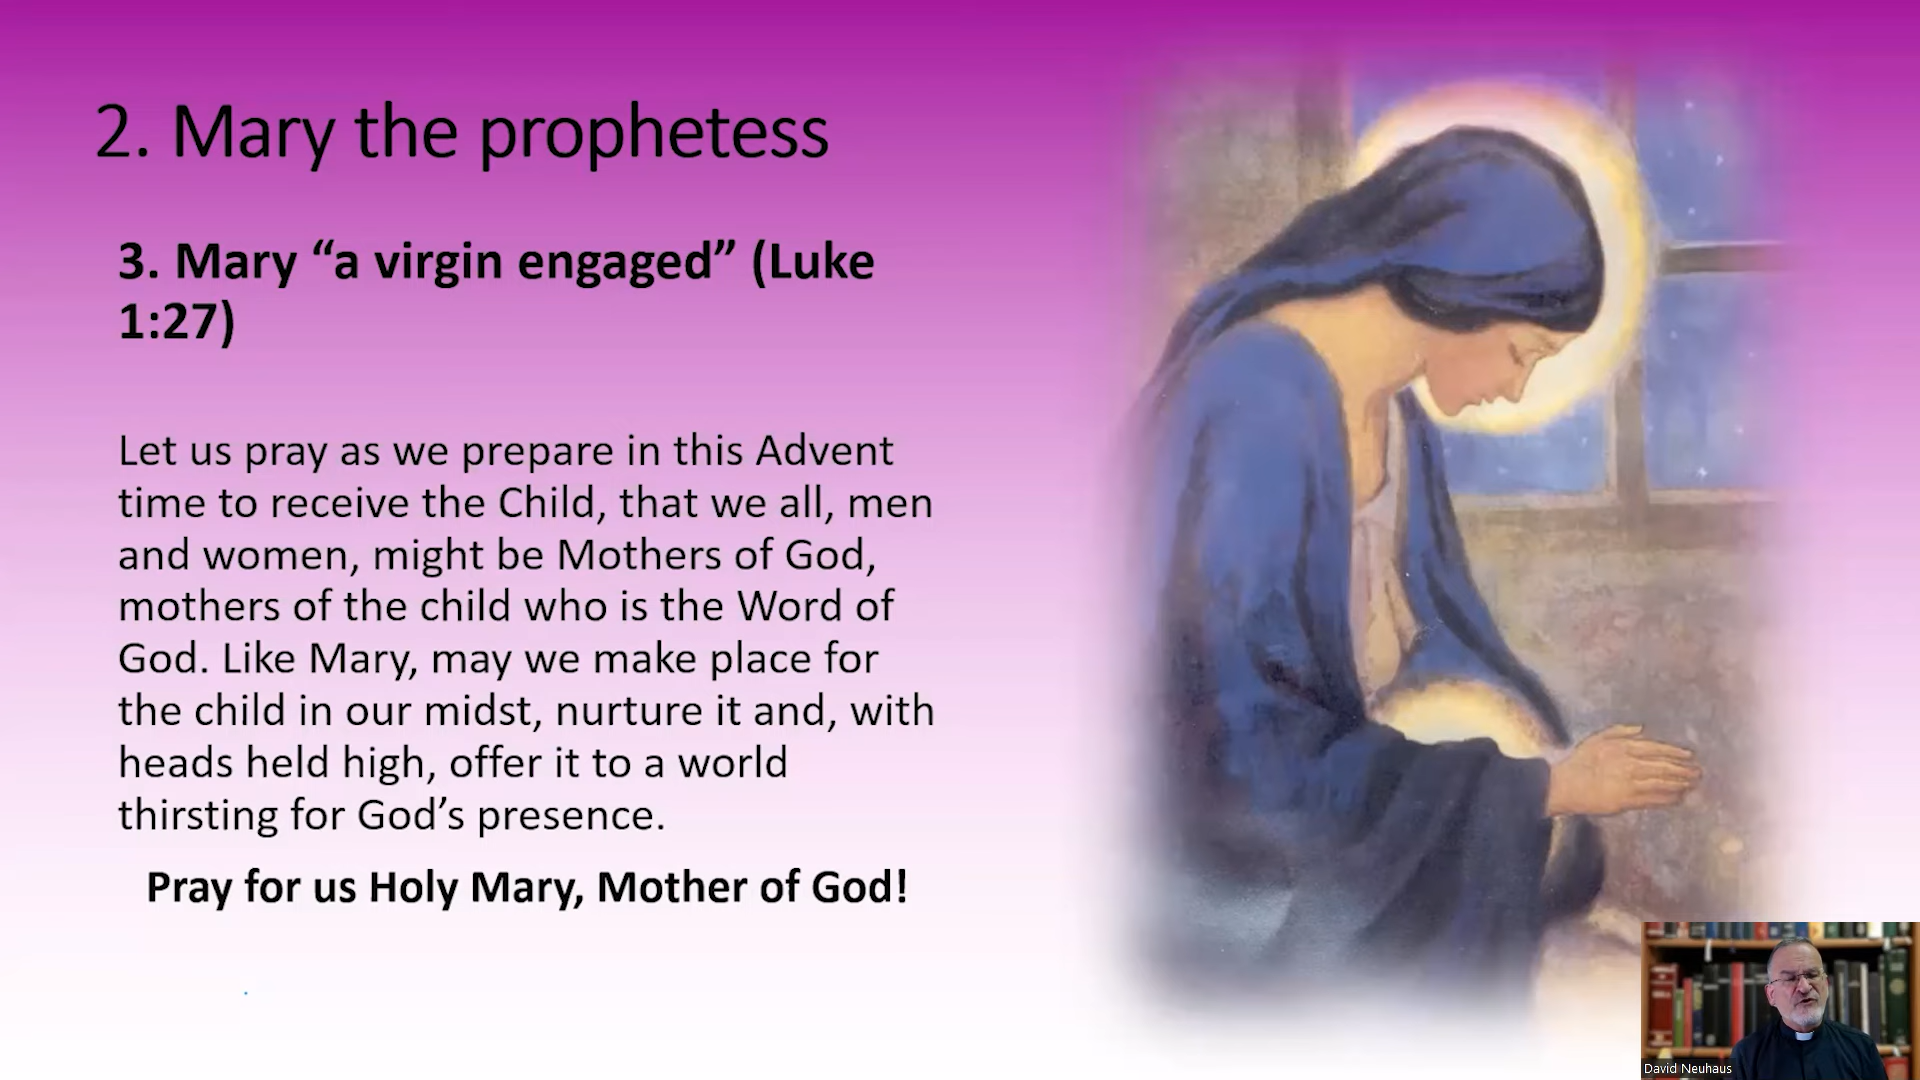 2. Mary the prophetess
3. Mary “a virgin engaged” (Luke
1:27)
Let us pray as we prepare in this Advent
time to receive the Child, that we all, men
and women, might be Mothers of God,
mothers of the child who is the Word of
God. Like Mary, may we make place for
the child in our midst, nurture it and, with
heads held high, offer it to a world
thirsting for God’s presence.
Pray for us Holy Mary, Mother of God!
David Neuhaus